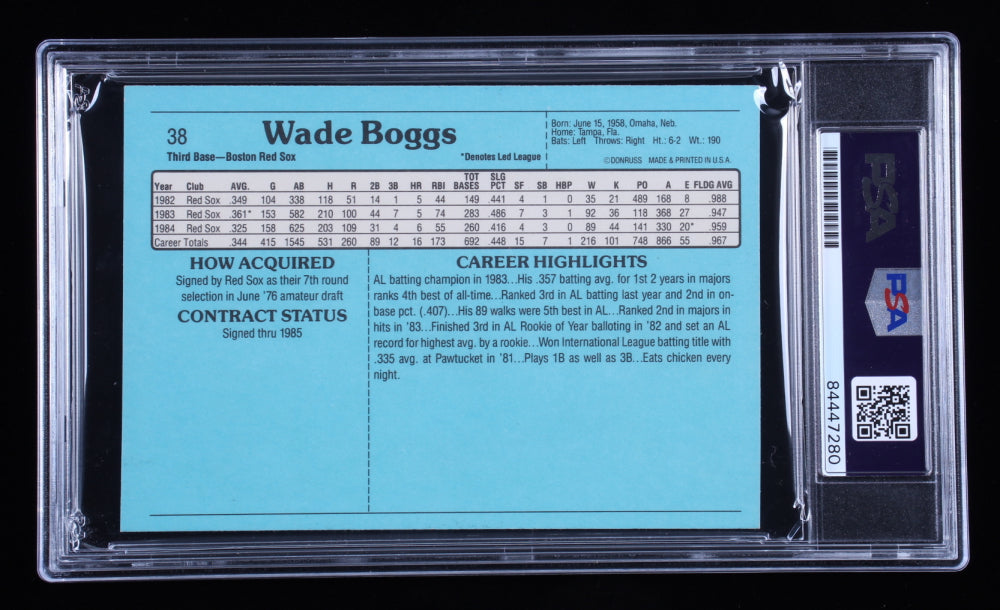 38
Wade Boggs
Third Base—Boston Red Sox
*Denotes Led League
Born: June 15, 1958, Omaha, Neb.
Home: Tampa, Fla.
Bats: Left Throws: Right Ht.: 6-2 Wt.: 190
© DONRUSS MADE & PRINTED IN U.S.A.
Year Club AVG. G AB H R 2B 3B HR RBI TOT BASES SLG PCT SF SB HBP W K PO A E FLDG AVG
1982 Red Sox .349 104 338 118 51 14 1 5 44 149 .441 4 1 0 35 21 489 168 8 .988
1983 Red Sox .361* 153 582 210 100 44 7 5 74 283 .486 7 3 1 92 36 118 368 27 .947
1984 Red Sox .325 158 625 203 109 31 4 6 55 260 .416 4 3 0 89 44 141 330 20* .959
Career Totals .344 415 1545 531 260 89 12 16 173 692 .448 15 7 1 216 101 748 866 55 .967
HOW ACQUIRED
Signed by Red Sox as their 7th round
selection in June '76 amateur draft
CONTRACT STATUS
Signed thru 1985
CAREER HIGHLIGHTS
AL batting champion in 1983...His .357 batting avg. for 1st 2 years in majors
ranks 4th best of all-time...Ranked 3rd in AL batting last year and 2nd in on-
base pct. (.407)...His 89 walks were 5th best in AL...Ranked 2nd in majors in
hits in '83...Finished 3rd in AL Rookie of Year balloting in '82 and set an AL
record for highest avg. by a rookie...Won International League batting title with
.335 avg. at Pawtucket in '81...Plays 1B as well as 3B...Eats chicken every
night.
PSA
PSA
84447280